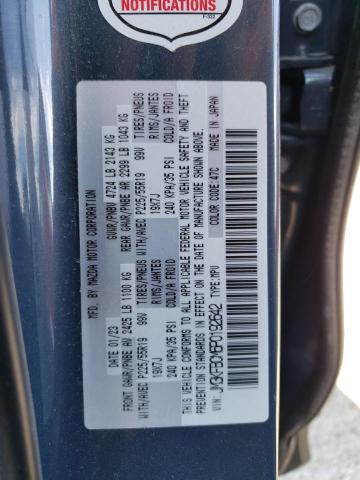 NOTIFICATIONS
F-333
MFD BY: MAZDA MOTOR CORPORATION
DATE: 01/23 GVWR/PNBV 4724 LB 2143 KG
FRONT GAWR/PNBE AV 2425 LB 1100 KG REAR GAWR/PNBE AR 2299 LB 1043 KG
WITH/AVEC P225/55R19 99V TIRES/PNEUS WITH/AVEC P225/55R19 99V TIRES/PNEUS
19X7J RIMS/JANTES 19X7J RIMS/JANTES
240 KPA/35 PSI COLD/A FROID 240 KPA/35 PSI COLD/A FROID
THIS VEHICLE CONFORMS TO ALL APPLICABLE FEDERAL MOTOR VEHICLE SAFETY AND THEFT PREVENTION
STANDARDS IN EFFECT ON THE DATE OF MANUFACTURE SHOWN ABOVE.
VIN: TYPE:MPV COLOR/COLORIS: 47C MADE IN JAPAN